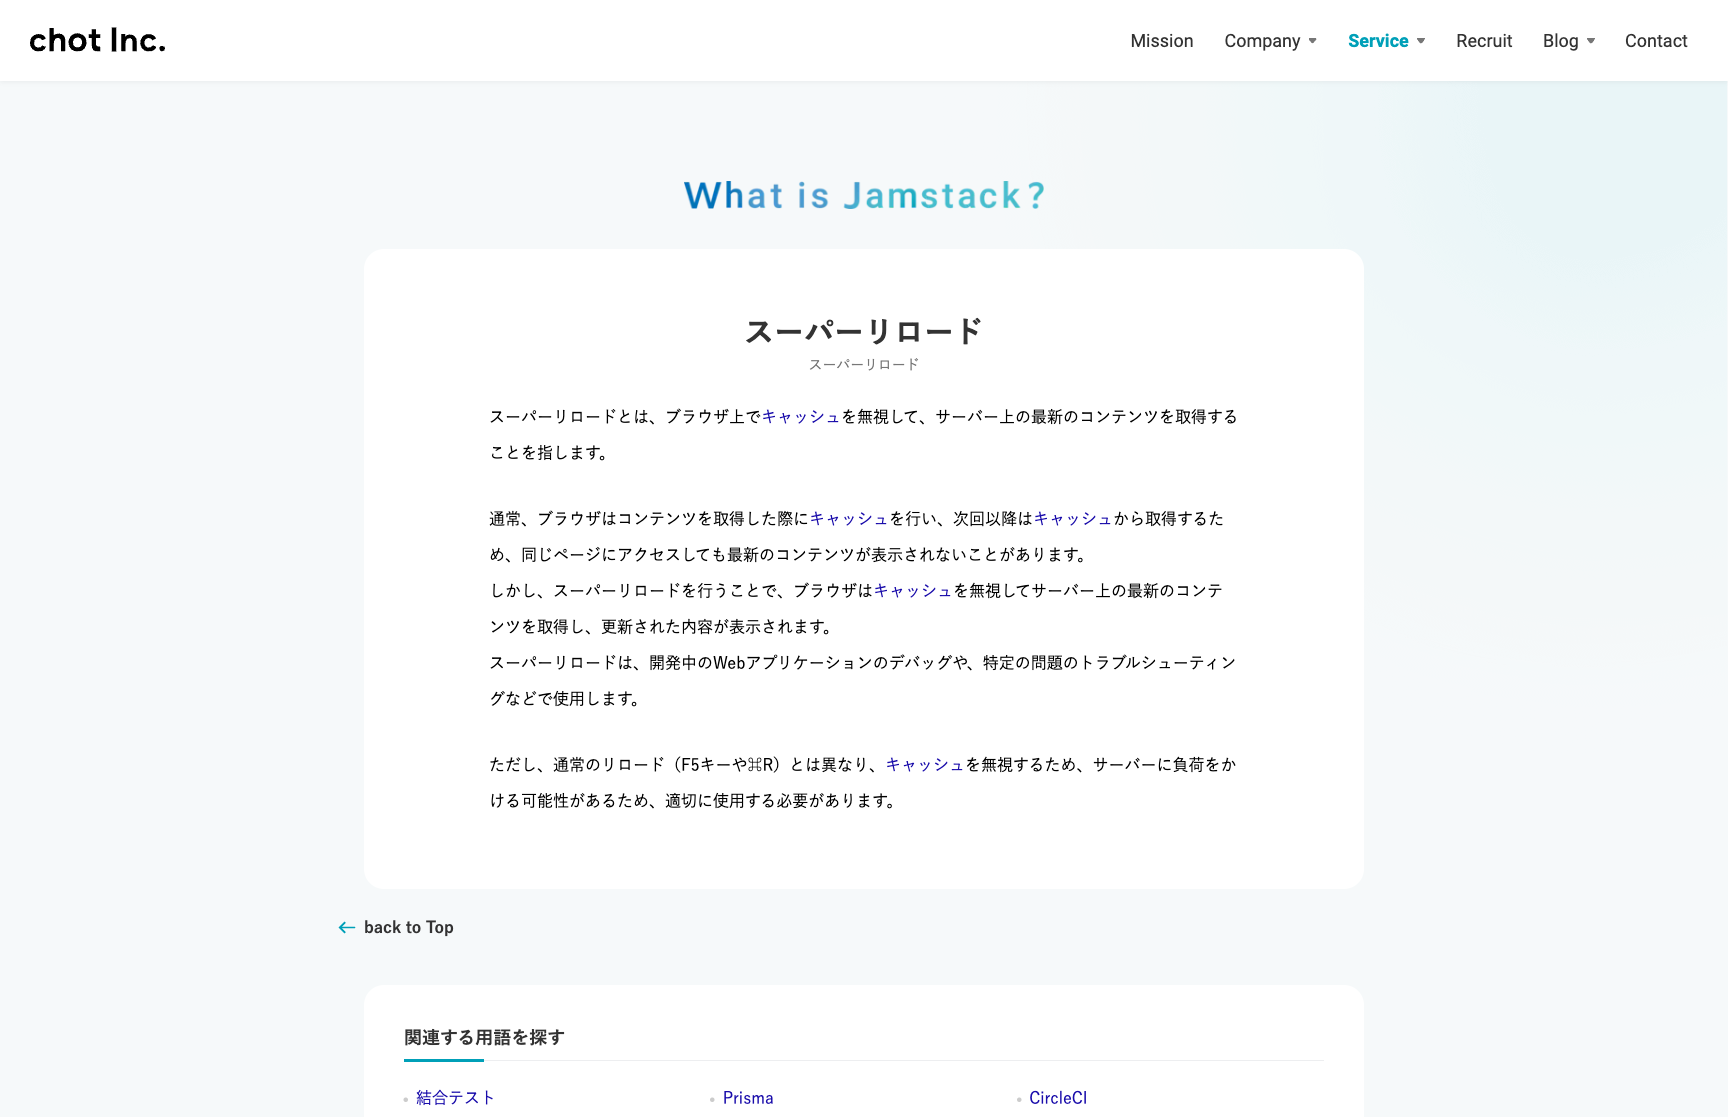 chot Inc.
Mission Company Service Recruit Blog Contact
What is Jamstack?
スーパーリロード
スーパーリロード
スーパーリロードとは、ブラウザ上でキャッシュを無視して、サーバー上の最新のコンテンツを取得する
ことを指します。
通常、ブラウザはコンテンツを取得した際にキャッシュを行い、次回以降はキャッシュから取得するた
め、同じページにアクセスしても最新のコンテンツが表示されないことがあります。
しかし、スーパーリロードを行うことで、ブラウザはキャッシュを無視してサーバー上の最新のコンテ
ンツを取得し、更新された内容が表示されます。
スーパーリロードは、開発中のWebアプリケーションのデバッグや、特定の問題のトラブルシューティン
グなどで使用します。
ただし、通常のリロード（F5キーや⌘R）とは異なり、キャッシュを無視するため、サーバーに負荷をか
ける可能性があるため、適切に使用する必要があります。
← back to Top
関連する用語を探す
結合テスト Prisma CircleCI